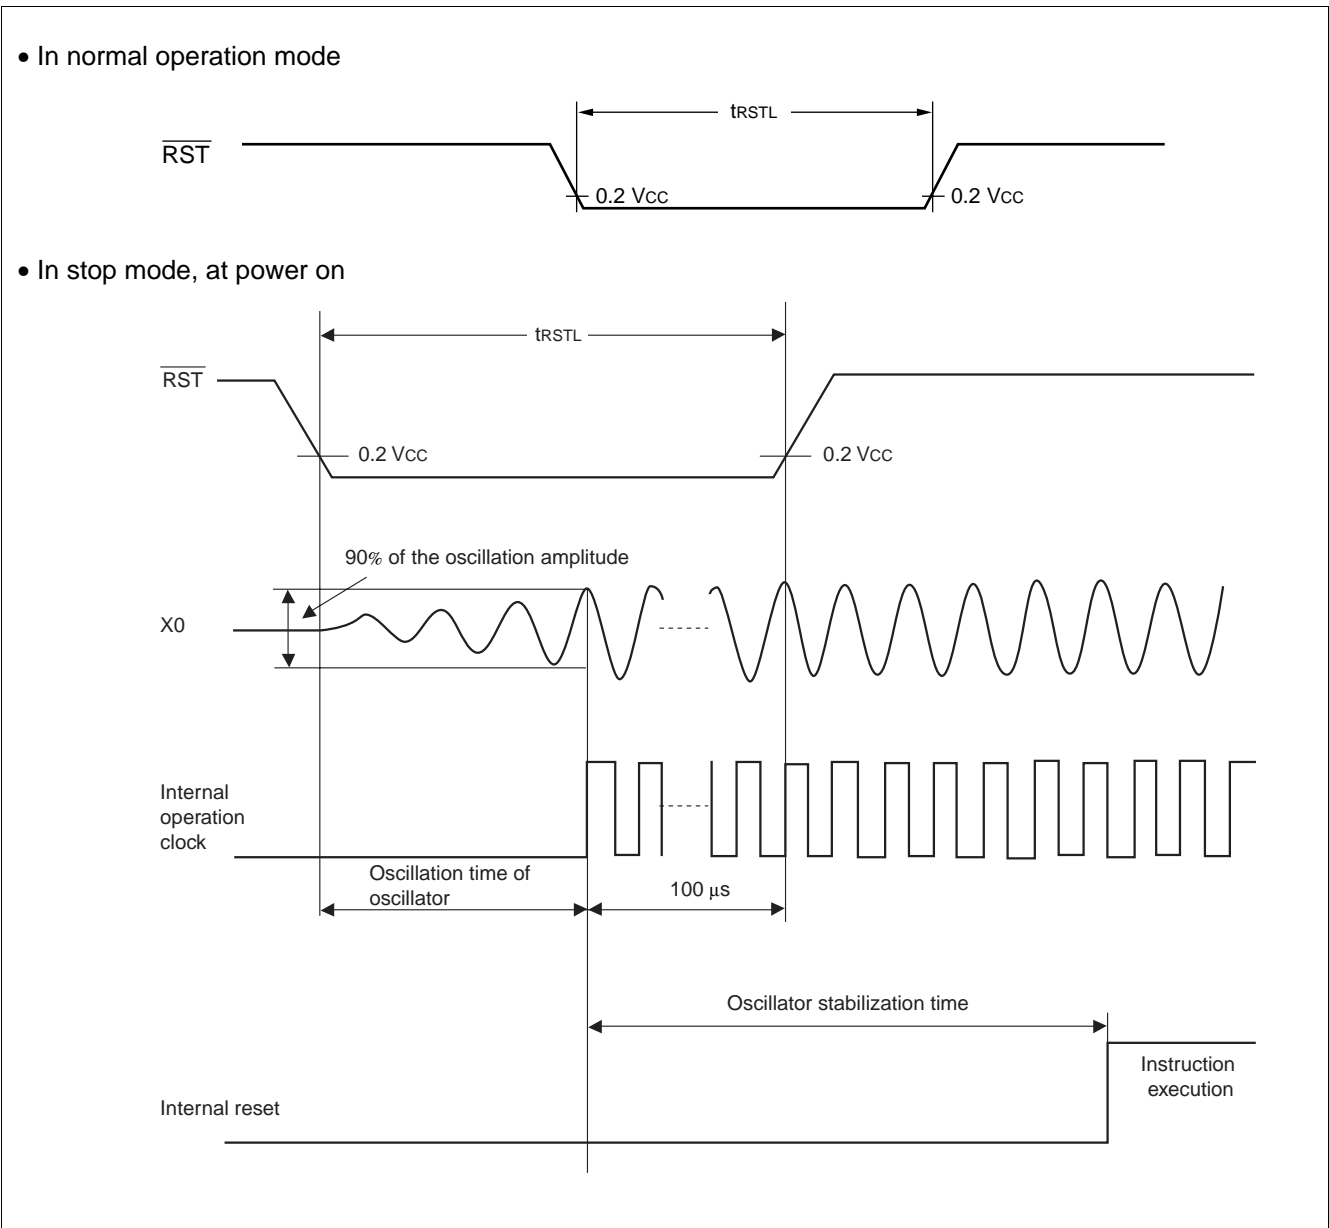 • In normal operation mode
tRSTL
RST
0.2 VCC
0.2 VCC
• In stop mode, at power on
tRSTL
RST
0.2 VCC
0.2 VCC
90% of the oscillation amplitude
X0
Internal
operation
clock
Oscillation time of
oscillator
100 μs
Oscillator stabilization time
Instruction
execution
Internal reset